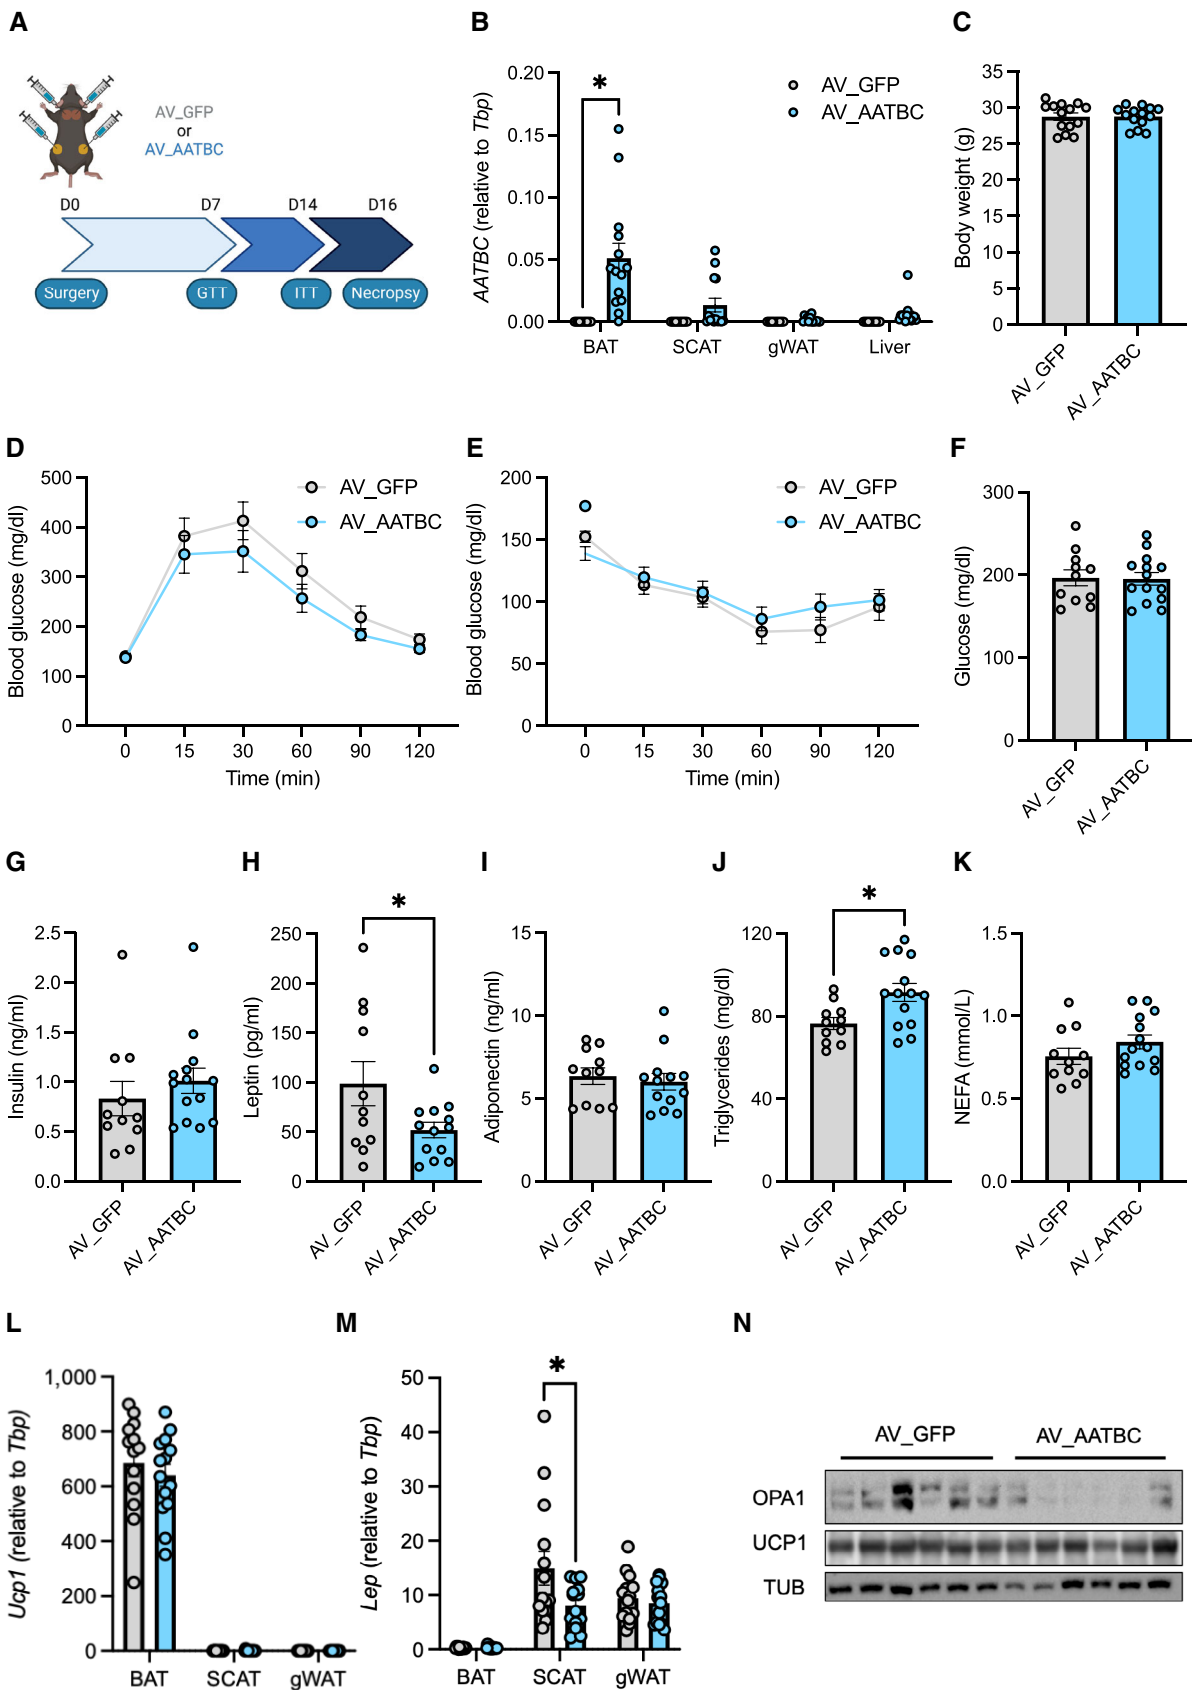 A
AV_GFP
or
AV_AATBC
D0 D7 D14 D16
Surgery GTT ITT Necropsy
B
AATBC (relative to Tbp)
0.20
0.15
0.10
0.05
0.00
*
AV_GFP
AV_AATBC
BAT SCAT gWAT Liver
C
Body weight (g)
35
30
25
20
15
10
5
0
AV_GFP
AV_AATBC
D
Blood glucose (mg/dl)
500
400
300
200
100
0
AV_GFP
AV_AATBC
0 15 30 60 90 120
Time (min)
E
Blood glucose (mg/dl)
200
150
100
50
0
AV_GFP
AV_AATBC
0 15 30 60 90 120
Time (min)
F
Glucose (mg/dl)
300
200
100
0
AV_GFP
AV_AATBC
G
Insulin (ng/ml)
2.5
2.0
1.5
1.0
0.5
0.0
AV_GFP
AV_AATBC
H
Leptin (pg/ml)
250
200
150
100
50
0
*
AV_GFP
AV_AATBC
I
Adiponectin (ng/ml)
15
10
5
0
AV_GFP
AV_AATBC
J
Triglycerides (mg/dl)
120
80
40
0
*
AV_GFP
AV_AATBC
K
NEFA (mmol/L)
1.5
1.0
0.5
0.0
AV_GFP
AV_AATBC
L
Ucp1 (relative to Tbp)
1,000
800
600
400
200
0
BAT SCAT gWAT
M
Lep (relative to Tbp)
50
40
30
20
10
0
*
BAT SCAT gWAT
N
AV_GFP AV_AATBC
OPA1
UCP1
TUB